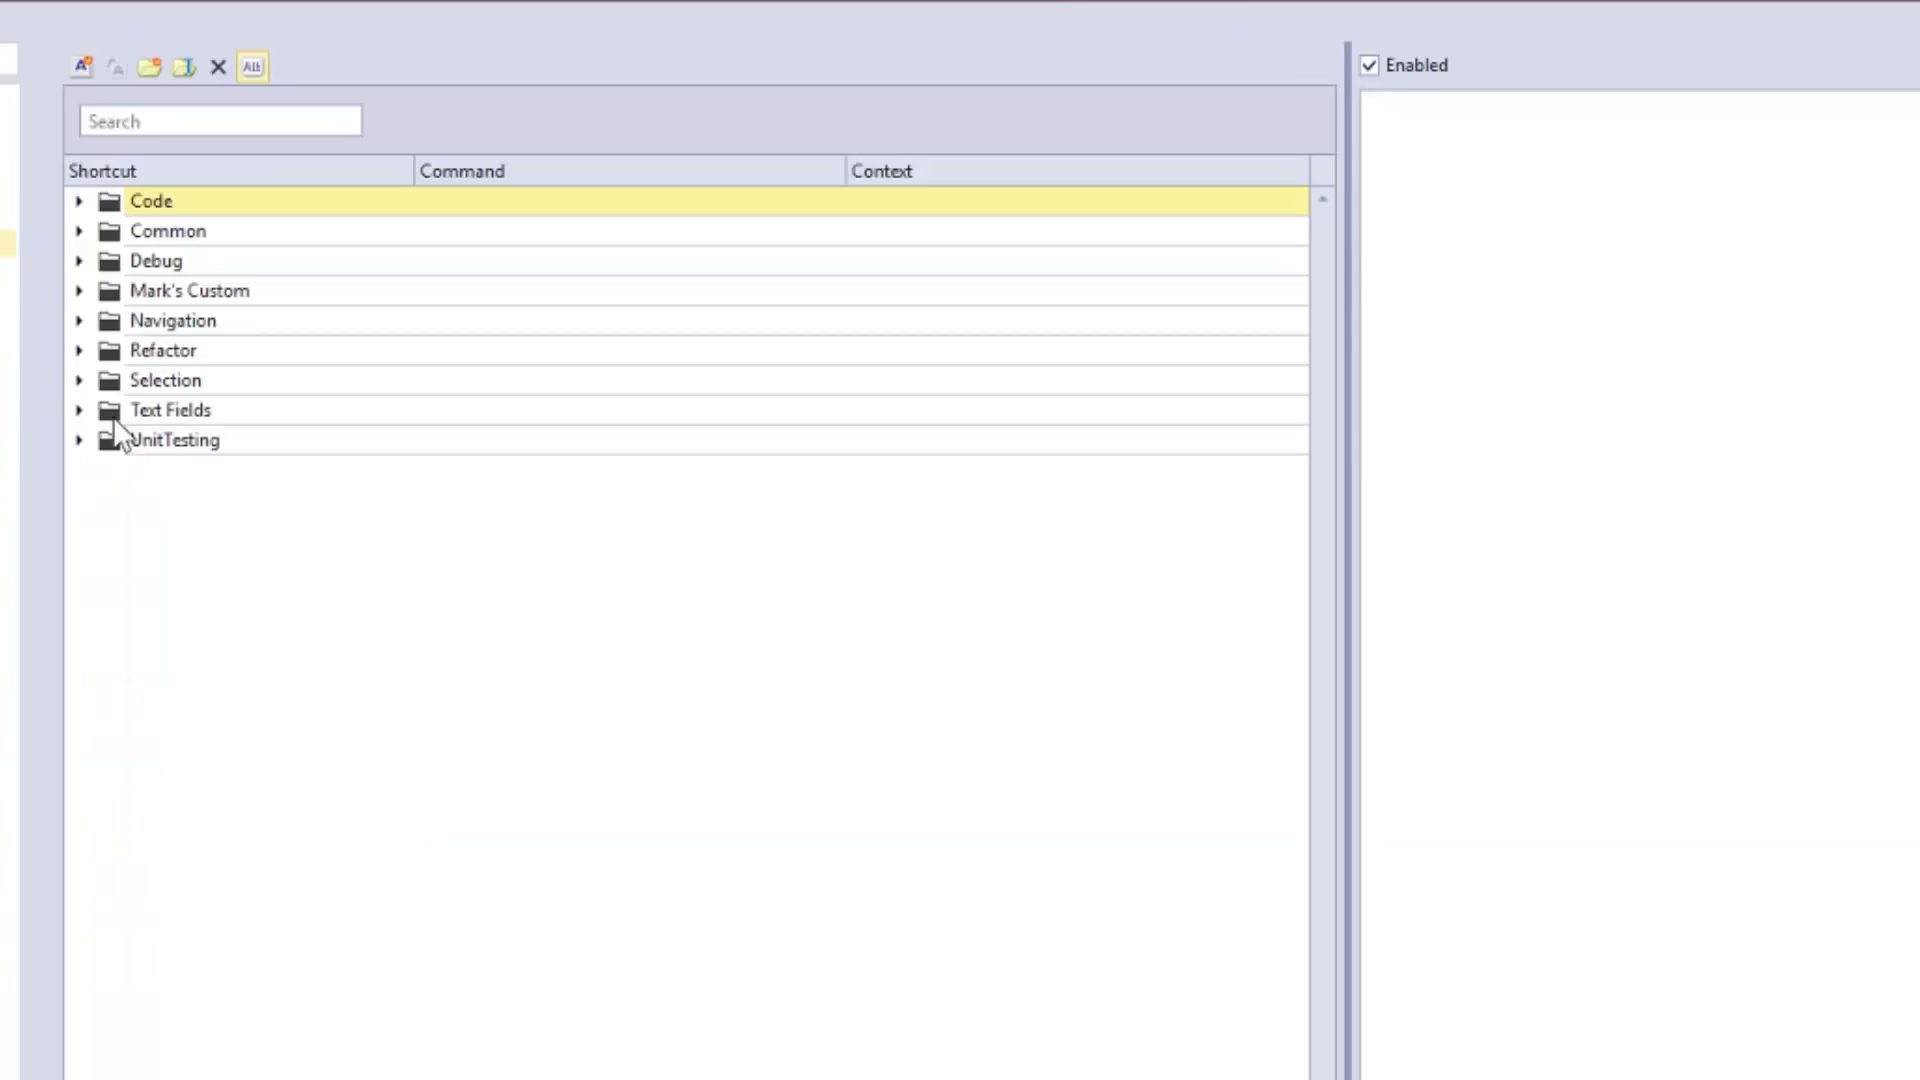 Enabled
Search
Shortcut Command Context
Code
Common
Debug
Mark's Custom
Navigation
Refactor
Selection
Text Fields
UnitTesting